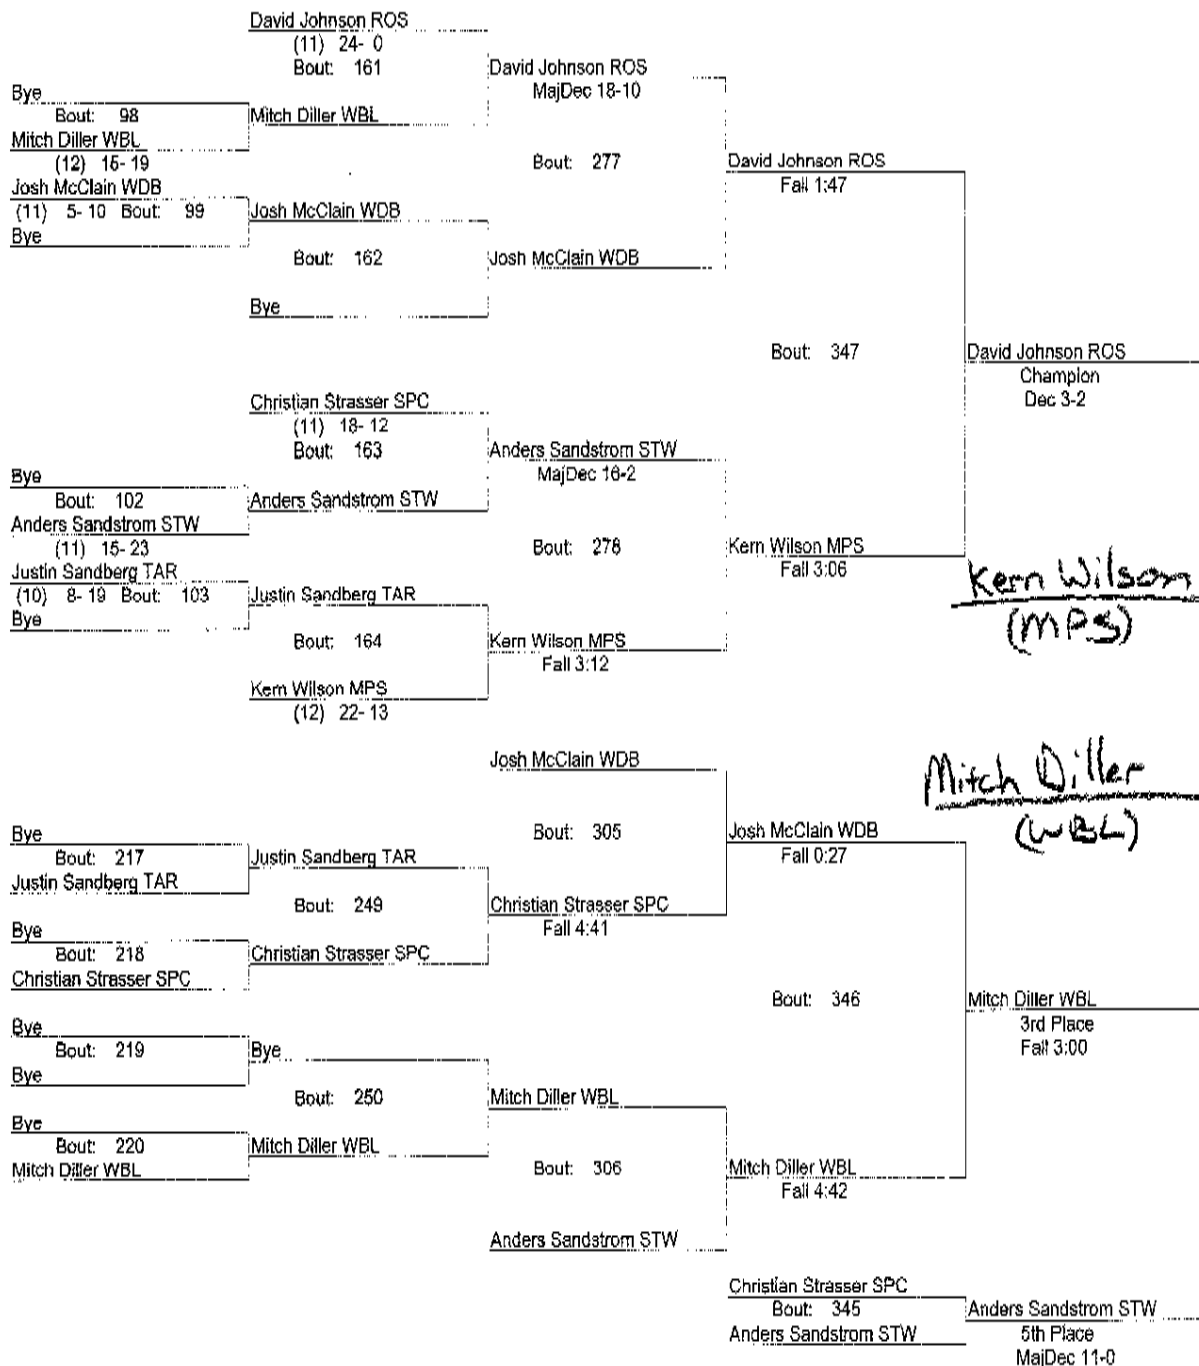 David Johnson ROS
(11) 24- 0
Bout: 161
David Johnson ROS
MajDec 18-10
Bye
Bout: 98
Mitch Diller WBL
Mitch Diller WBL
(12) 15- 19
Bout: 277
David Johnson ROS
Fall 1:47
Josh McClain WDB
(11) 5- 10 Bout: 99
Josh McClain WDB
Bye
Bout: 162
Josh McClain WDB
Bye
Bout: 347
David Johnson ROS
Champion
Dec 3-2
Christian Strasser SPC
(11) 18- 12
Bout: 163
Anders Sandstrom STW
MajDec 16-2
Bye
Bout: 102
Anders Sandstrom STW
Anders Sandstrom STW
(11) 15- 23
Bout: 278
Kern Wilson MPS
Fall 3:06
Kern Wilson
(MPS)
Justin Sandberg TAR
(10) 8- 19 Bout: 103
Justin Sandberg TAR
Bye
Bout: 164
Kern Wilson MPS
Fall 3:12
Kern Wilson MPS
(12) 22- 13
Josh McClain WDB
Mitch Diller
(WBL)
Bout: 305
Josh McClain WDB
Fall 0:27
Bye
Bout: 217
Justin Sandberg TAR
Justin Sandberg TAR
Bout: 249
Christian Strasser SPC
Fall 4:41
Bye
Bout: 218
Christian Strasser SPC
Christian Strasser SPC
Bout: 346
Mitch Diller WBL
3rd Place
Fall 3:00
Bye
Bout: 219
Bye
Bye
Bout: 250
Mitch Diller WBL
Bye
Bout: 220
Mitch Diller WBL
Mitch Diller WBL
Bout: 306
Mitch Diller WBL
Fall 4:42
Anders Sandstrom STW
Christian Strasser SPC
Bout: 345
Anders Sandstrom STW
Anders Sandstrom STW
5th Place
MajDec 11-0